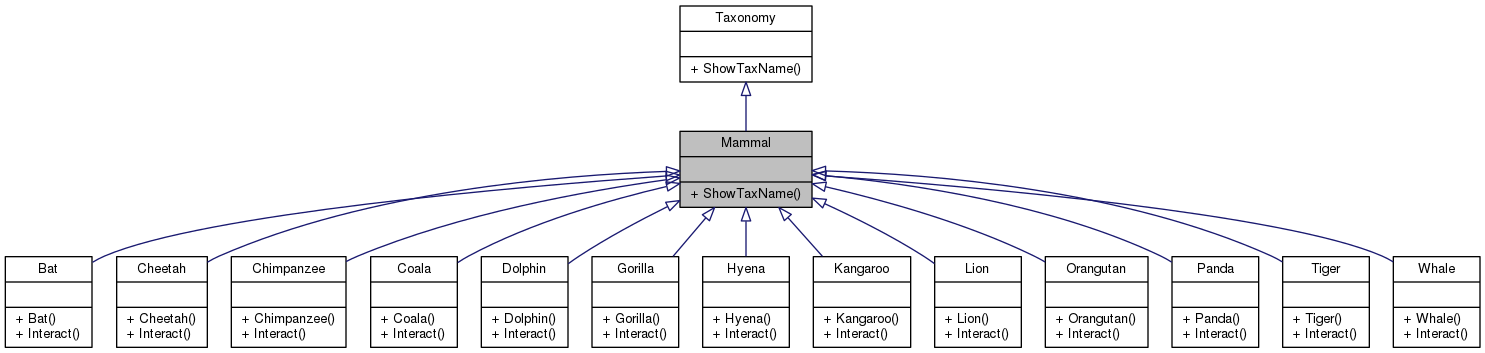 Taxonomy
+ ShowTaxName()
Mammal
+ ShowTaxName()
Bat
+ Bat()
+ Interact()
Cheetah
+ Cheetah()
+ Interact()
Chimpanzee
+ Chimpanzee()
+ Interact()
Coala
+ Coala()
+ Interact()
Dolphin
+ Dolphin()
+ Interact()
Gorilla
+ Gorilla()
+ Interact()
Hyena
+ Hyena()
+ Interact()
Kangaroo
+ Kangaroo()
+ Interact()
Lion
+ Lion()
+ Interact()
Orangutan
+ Orangutan()
+ Interact()
Panda
+ Panda()
+ Interact()
Tiger
+ Tiger()
+ Interact()
Whale
+ Whale()
+ Interact()